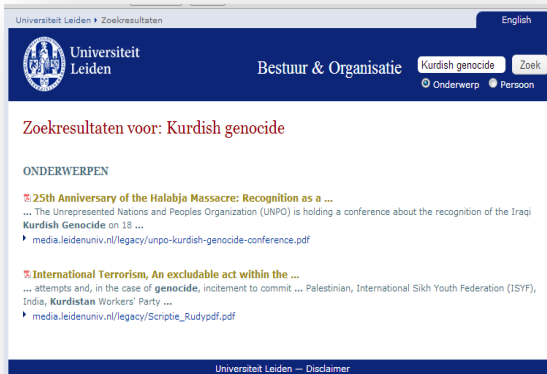 Universiteit Leiden ▸ Zoekresultaten
English
Universiteit
Leiden
Bestuur & Organisatie
Kurdish genocide
Zoek
Onderwerp
Persoon
Zoekresultaten voor: Kurdish genocide
ONDERWERPEN
25th Anniversary of the Halabja Massacre: Recognition as a ...
... The Unrepresented Nations and Peoples Organization (UNPO) is holding a conference about the recognition of the Iraqi
Kurdish Genocide on 18 ...
media.leidenuniv.nl/legacy/unpo-kurdish-genocide-conference.pdf
International Terrorism, An excludable act within the ...
... attempts and, in the case of genocide, incitement to commit ... Palestinian, International Sikh Youth Federation (ISYF),
India, Kurdistan Workers' Party ...
media.leidenuniv.nl/legacy/Scriptie_Rudypdf.pdf
Universiteit Leiden — Disclaimer